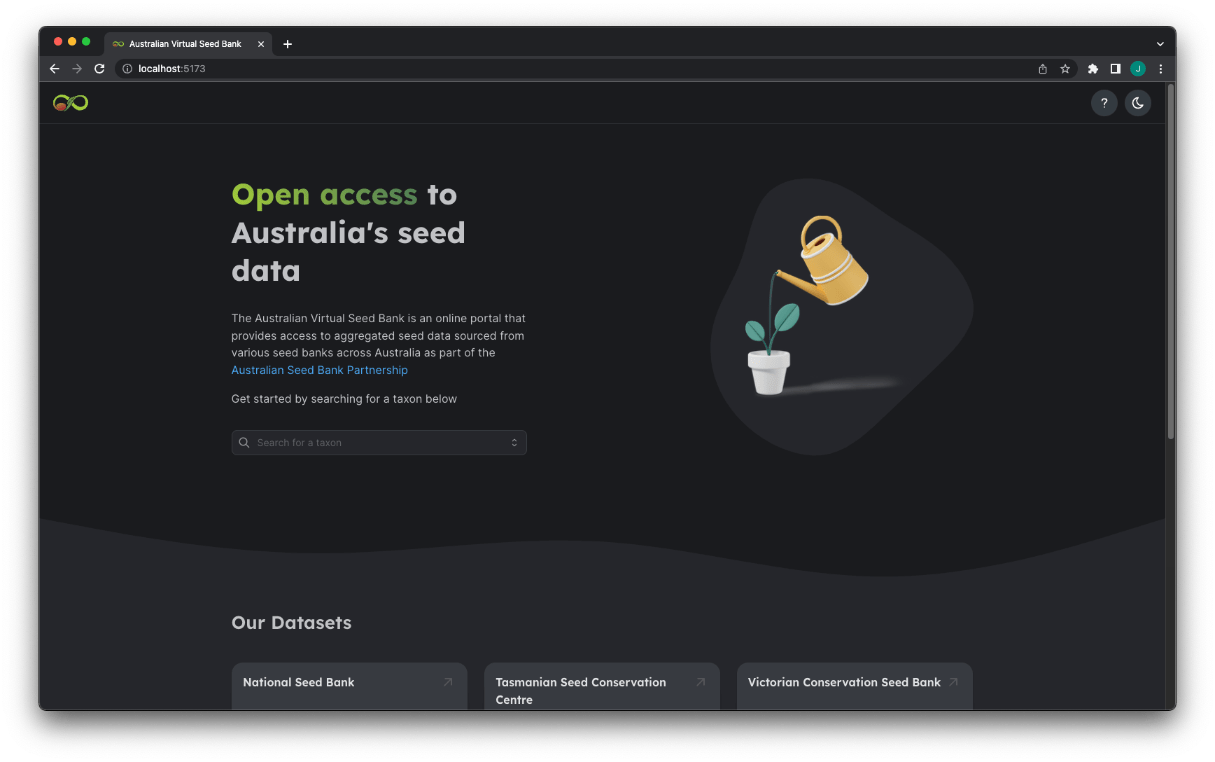 Australian Virtual Seed Bank
localhost:5173
J
?
Open access to
Australia's seed
data
The Australian Virtual Seed Bank is an online portal that
provides access to aggregated seed data sourced from
various seed banks across Australia as part of the
Australian Seed Bank Partnership
Get started by searching for a taxon below
Search for a taxon
Our Datasets
National Seed Bank
Tasmanian Seed Conservation
Centre
Victorian Conservation Seed Bank